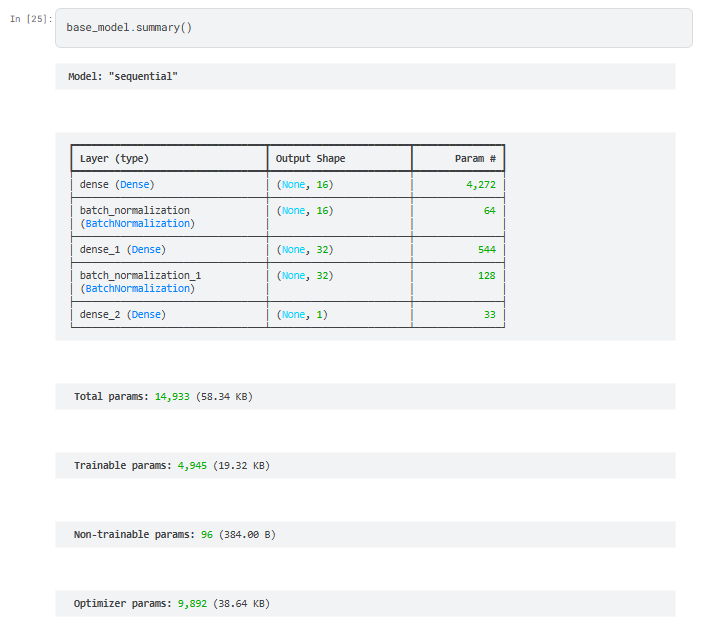 In [25]:
base_model.summary()
Model: "sequential"
Layer (type) Output Shape Param #
dense (Dense) (None, 16) 4,272
batch_normalization (None, 16) 64
(BatchNormalization)
dense_1 (Dense) (None, 32) 544
batch_normalization_1 (None, 32) 128
(BatchNormalization)
dense_2 (Dense) (None, 1) 33
Total params: 14,933 (58.34 KB)
Trainable params: 4,945 (19.32 KB)
Non-trainable params: 96 (384.00 B)
Optimizer params: 9,892 (38.64 KB)